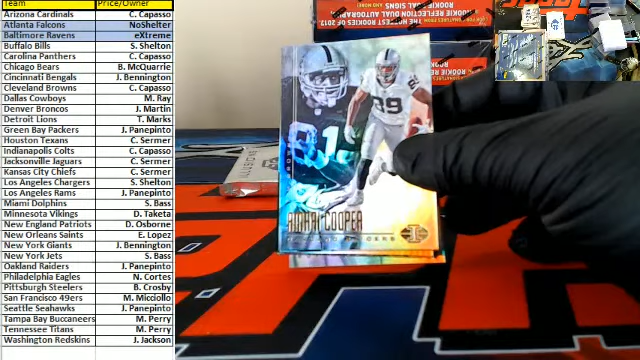 Team Price/Owner
Arizona Cardinals C. Capasso
Atlanta Falcons NoShelter
Baltimore Ravens eXtreme
Buffalo Bills S. Shelton
Carolina Panthers C. Capasso
Chicago Bears B. McQuarrie
Cincinnati Bengals J. Bennington
Cleveland Browns C. Capasso
Dallas Cowboys M. Ray
Denver Broncos J. Martin
Detroit Lions T. Marks
Green Bay Packers J. Panepinto
Houston Texans C. Sermer
Indianapolis Colts C. Capasso
Jacksonville Jaguars C. Sermer
Kansas City Chiefs C. Sermer
Los Angeles Chargers S. Shelton
Los Angeles Rams J. Panepinto
Miami Dolphins S. Bass
Minnesota Vikings D. Taketa
New England Patriots D. Osborne
New Orleans Saints E. Lopez
New York Giants J. Bennington
New York Jets S. Bass
Oakland Raiders J. Panepinto
Philadelphia Eagles N. Cortes
Pittsburgh Steelers B. Crosby
San Francisco 49ers M. Micciollo
Seattle Seahawks J. Panepinto
Tampa Bay Buccaneers M. Perry
Tennessee Titans M. Perry
Washington Redskins J. Jackson
ROOKIE REFLECTION DUAL AUTOGRAPH
89
AMARI COOPER